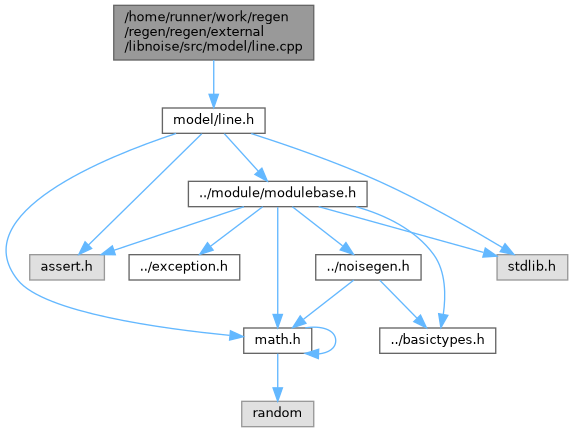 /home/runner/work/regen
/regen/regen/external
/libnoise/src/model/line.cpp
model/line.h
../module/modulebase.h
assert.h
../exception.h
../noisegen.h
stdlib.h
math.h
../basictypes.h
random